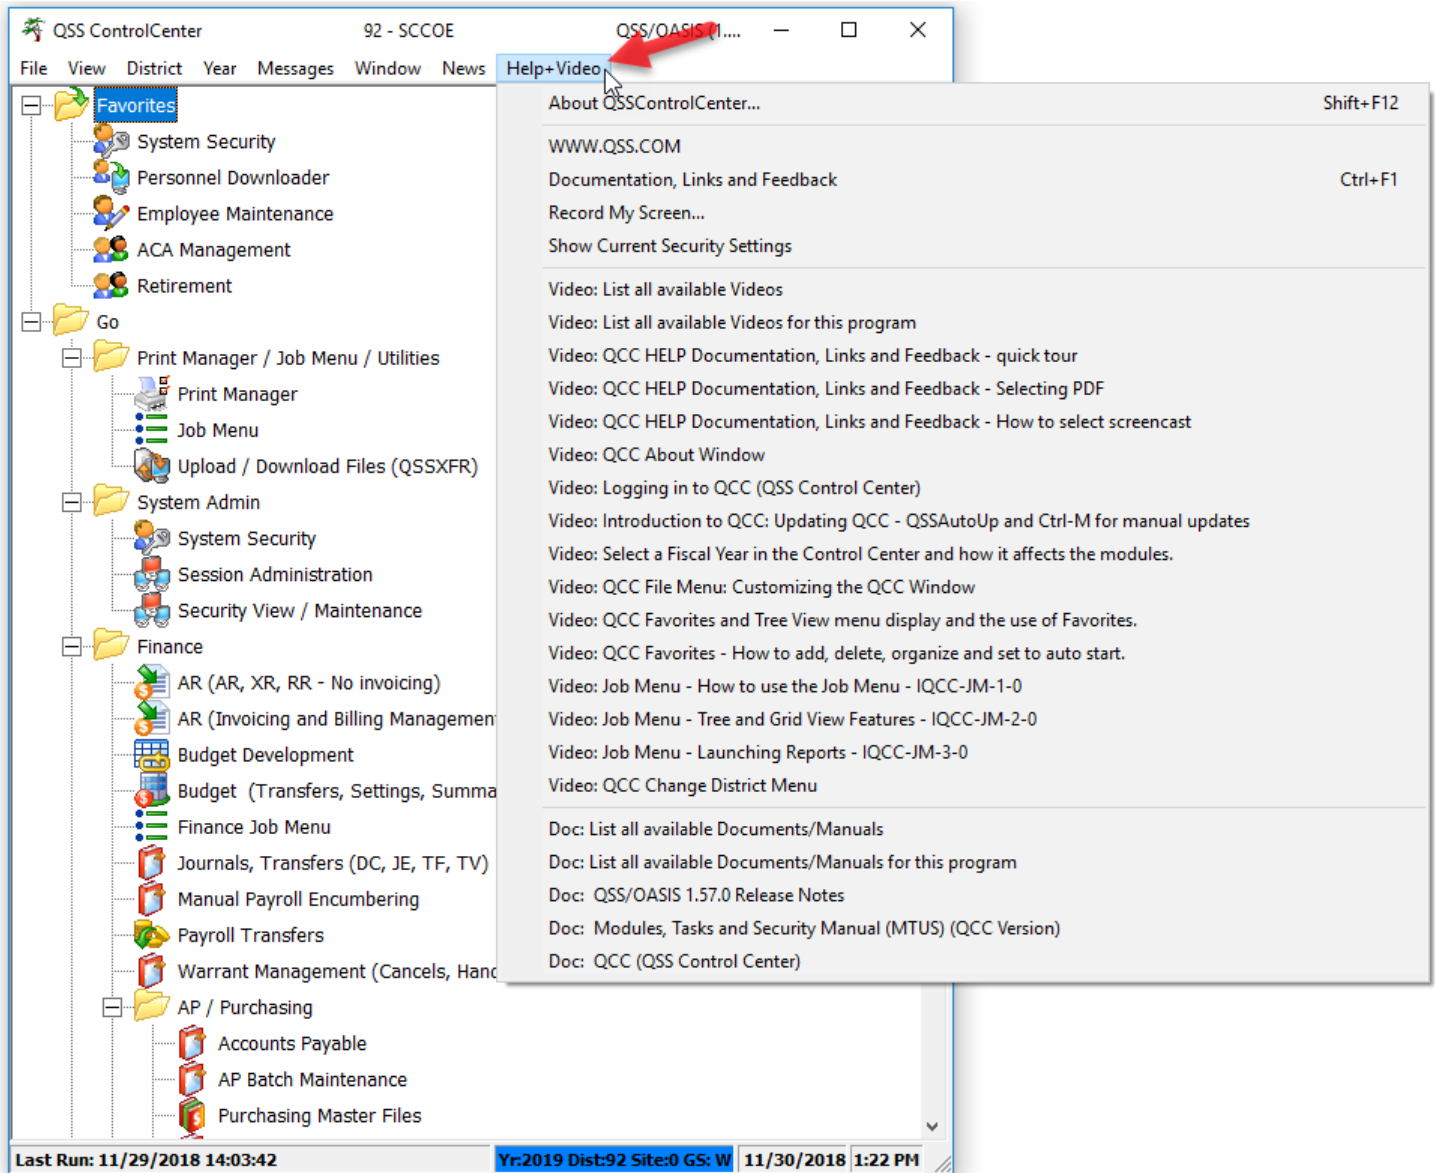 QSS ControlCenter 92 - SCCOE QSS/OASIS (1....
File View District Year Messages Window News Help+Video
Favorites
System Security
Personnel Downloader
Employee Maintenance
ACA Management
Retirement
Go
Print Manager / Job Menu / Utilities
Print Manager
Job Menu
Upload / Download Files (QSSXFR)
System Admin
System Security
Session Administration
Security View / Maintenance
Finance
AR (AR, XR, RR - No invoicing)
AR (Invoicing and Billing Managemen
Budget Development
Budget (Transfers, Settings, Summa
Finance Job Menu
Journals, Transfers (DC, JE, TF, TV)
Manual Payroll Encumbering
Payroll Transfers
Warrant Management (Cancels, Hand
AP / Purchasing
Accounts Payable
AP Batch Maintenance
Purchasing Master Files
About QSSControlCenter... Shift+F12
WWW.QSS.COM
Documentation, Links and Feedback Ctrl+F1
Record My Screen...
Show Current Security Settings
Video: List all available Videos
Video: List all available Videos for this program
Video: QCC HELP Documentation, Links and Feedback - quick tour
Video: QCC HELP Documentation, Links and Feedback - Selecting PDF
Video: QCC HELP Documentation, Links and Feedback - How to select screencast
Video: QCC About Window
Video: Logging in to QCC (QSS Control Center)
Video: Introduction to QCC: Updating QCC - QSSAutoUp and Ctrl-M for manual updates
Video: Select a Fiscal Year in the Control Center and how it affects the modules.
Video: QCC File Menu: Customizing the QCC Window
Video: QCC Favorites and Tree View menu display and the use of Favorites.
Video: QCC Favorites - How to add, delete, organize and set to auto start.
Video: Job Menu - How to use the Job Menu - IQCC-JM-1-0
Video: Job Menu - Tree and Grid View Features - IQCC-JM-2-0
Video: Job Menu - Launching Reports - IQCC-JM-3-0
Video: QCC Change District Menu
Doc: List all available Documents/Manuals
Doc: List all available Documents/Manuals for this program
Doc: QSS/OASIS 1.57.0 Release Notes
Doc: Modules, Tasks and Security Manual (MTUS) (QCC Version)
Doc: QCC (QSS Control Center)
Last Run: 11/29/2018 14:03:42 Yr:2019 Dist:92 Site:0 GS: W 11/30/2018 1:22 PM